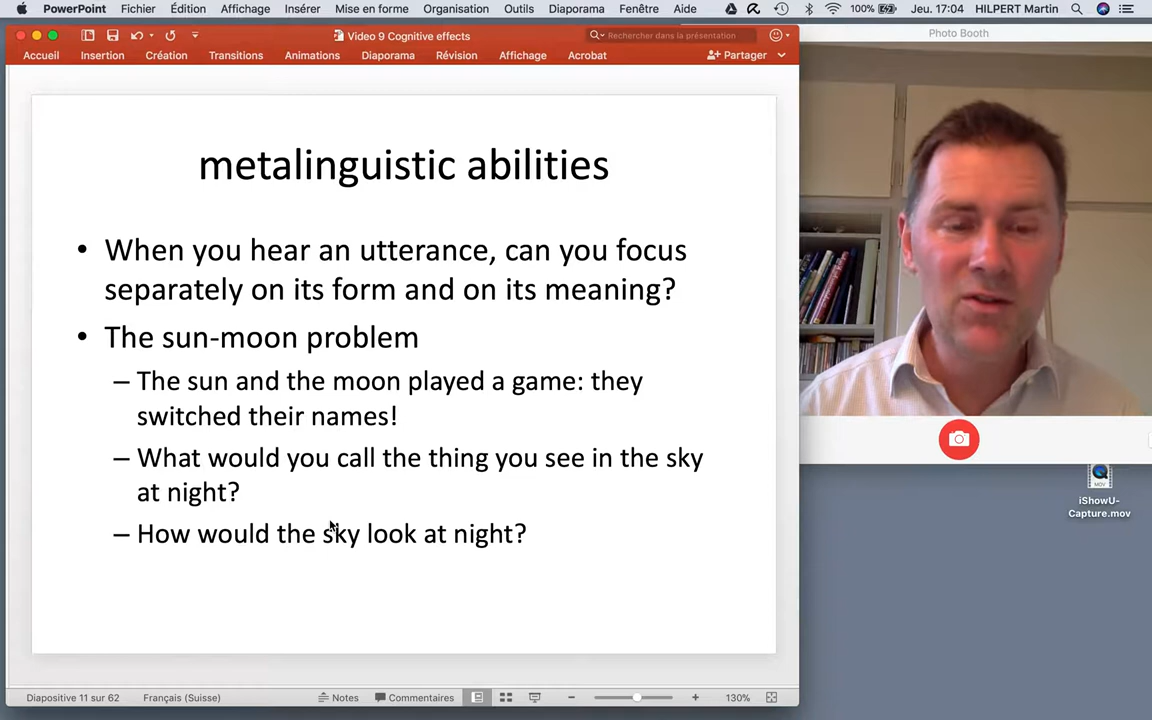 PowerPoint Fichier Édition Affichage Insérer Mise en forme Organisation Outils Diaporama Fenêtre Aide 100% Jeu. 17:04 HILPERT Martin
Video 9 Cognitive effects
Rechercher dans la présentation
Photo Booth
Accueil Insertion Création Transitions Animations Diaporama Révision Affichage Acrobat Partager
metalinguistic abilities
• When you hear an utterance, can you focus
separately on its form and on its meaning?
• The sun-moon problem
– The sun and the moon played a game: they
switched their names!
– What would you call the thing you see in the sky
at night?
– How would the sky look at night?
MOV
iShowU-
Capture.mov
Diapositive 11 sur 62 Français (Suisse) Notes Commentaires 130%